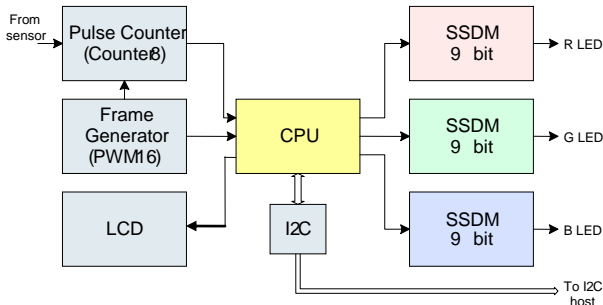 From
sensor
Pulse Counter
(Counter8)
Frame
Generator
(PWM16)
LCD
CPU
I2C
SSDM
9 bit
R LED
SSDM
9 bit
G LED
SSDM
9 bit
B LED
To I2C
host